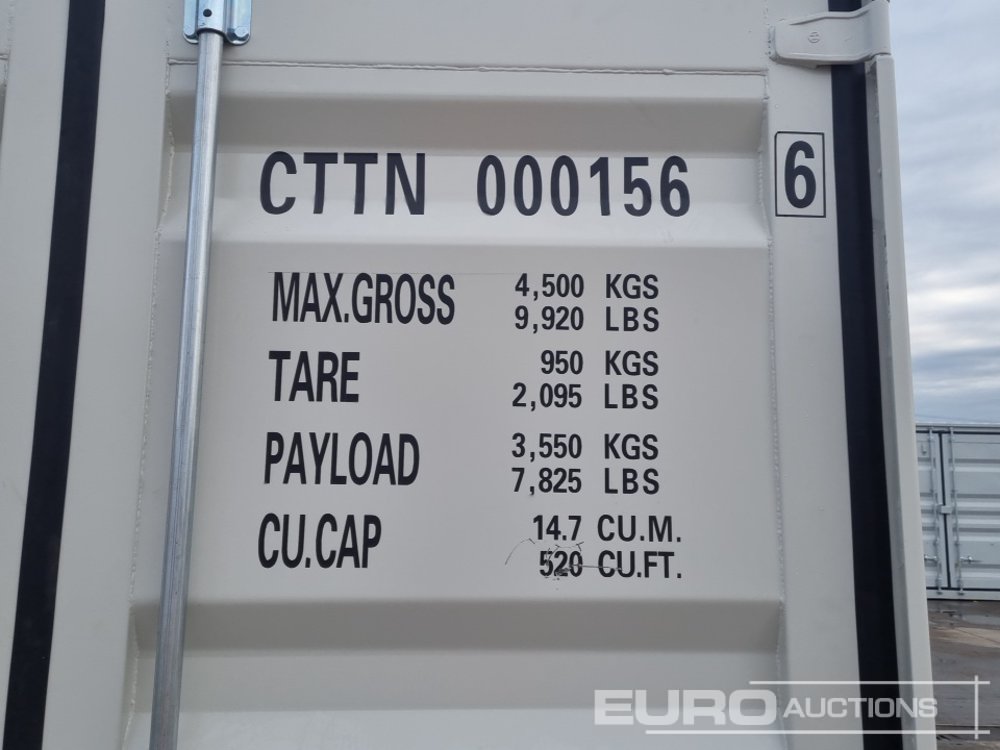 CTTN 000156 6
MAX.GROSS 4,500 KGS
9,920 LBS
TARE 950 KGS
2,095 LBS
PAYLOAD 3,550 KGS
7,825 LBS
CU.CAP 14.7 CU.M.
520 CU.FT.
EURO AUCTIONS